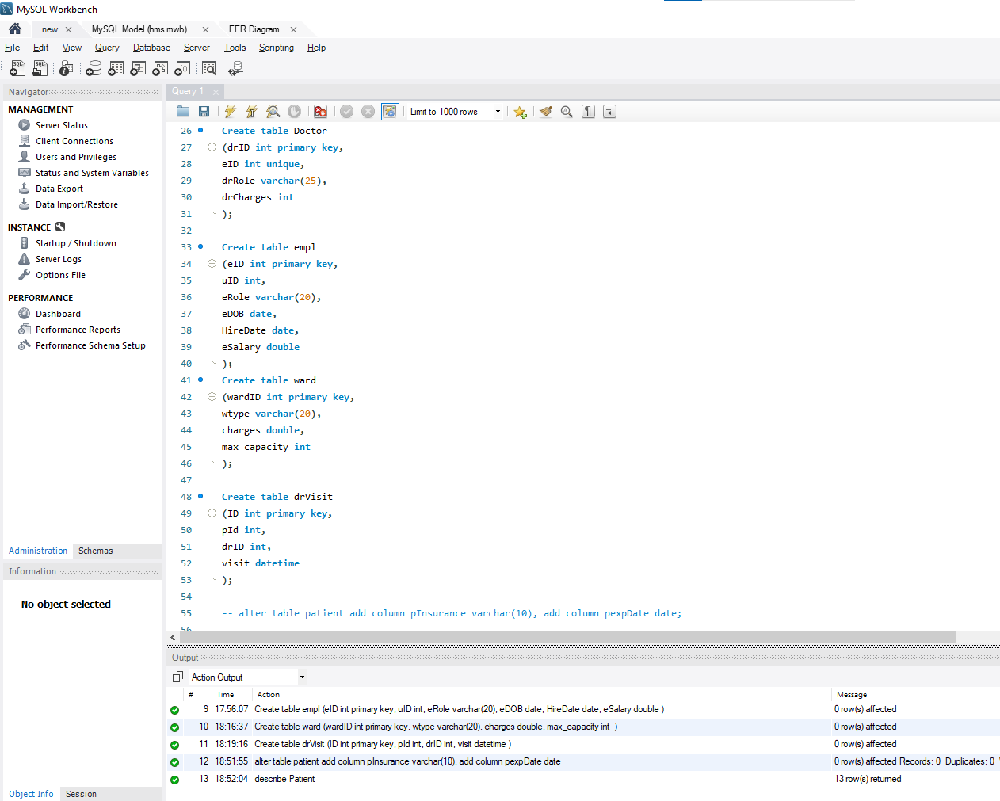 MySQL Workbench
new
MySQL Model (hms.mwb)
EER Diagram
File Edit View Query Database Server Tools Scripting Help
Navigator
MANAGEMENT
Server Status
Client Connections
Users and Privileges
Status and System Variables
Data Export
Data Import/Restore
INSTANCE
Startup / Shutdown
Server Logs
Options File
PERFORMANCE
Dashboard
Performance Reports
Performance Schema Setup
Administration Schemas
Information
No object selected
Object Info Session
Query 1
Limit to 1000 rows
26 Create table Doctor
27 (drID int primary key,
28 eID int unique,
29 drRole varchar(25),
30 drCharges int
31 );
32
33 Create table empl
34 (eID int primary key,
35 uID int,
36 eRole varchar(20),
37 eDOB date,
38 HireDate date,
39 eSalary double
40 );
41 Create table ward
42 (wardID int primary key,
43 wtype varchar(20),
44 charges double,
45 max_capacity int
46 );
47
48 Create table drVisit
49 (ID int primary key,
50 pId int,
51 drID int,
52 visit datetime
53 );
54
55 -- alter table patient add column pInsurance varchar(10), add column pexpDate date;
56
Output
Action Output
# Time Action Message
9 17:56:07 Create table empl (eID int primary key, uID int, eRole varchar(20), eDOB date, HireDate date, eSalary double ) 0 row(s) affected
10 18:16:37 Create table ward (wardID int primary key, wtype varchar(20), charges double, max_capacity int ) 0 row(s) affected
11 18:19:16 Create table drVisit (ID int primary key, pId int, drID int, visit datetime ) 0 row(s) affected
12 18:51:55 alter table patient add column pInsurance varchar(10), add column pexpDate date 0 row(s) affected Records: 0 Duplicates: 0
13 18:52:04 describe Patient 13 row(s) returned